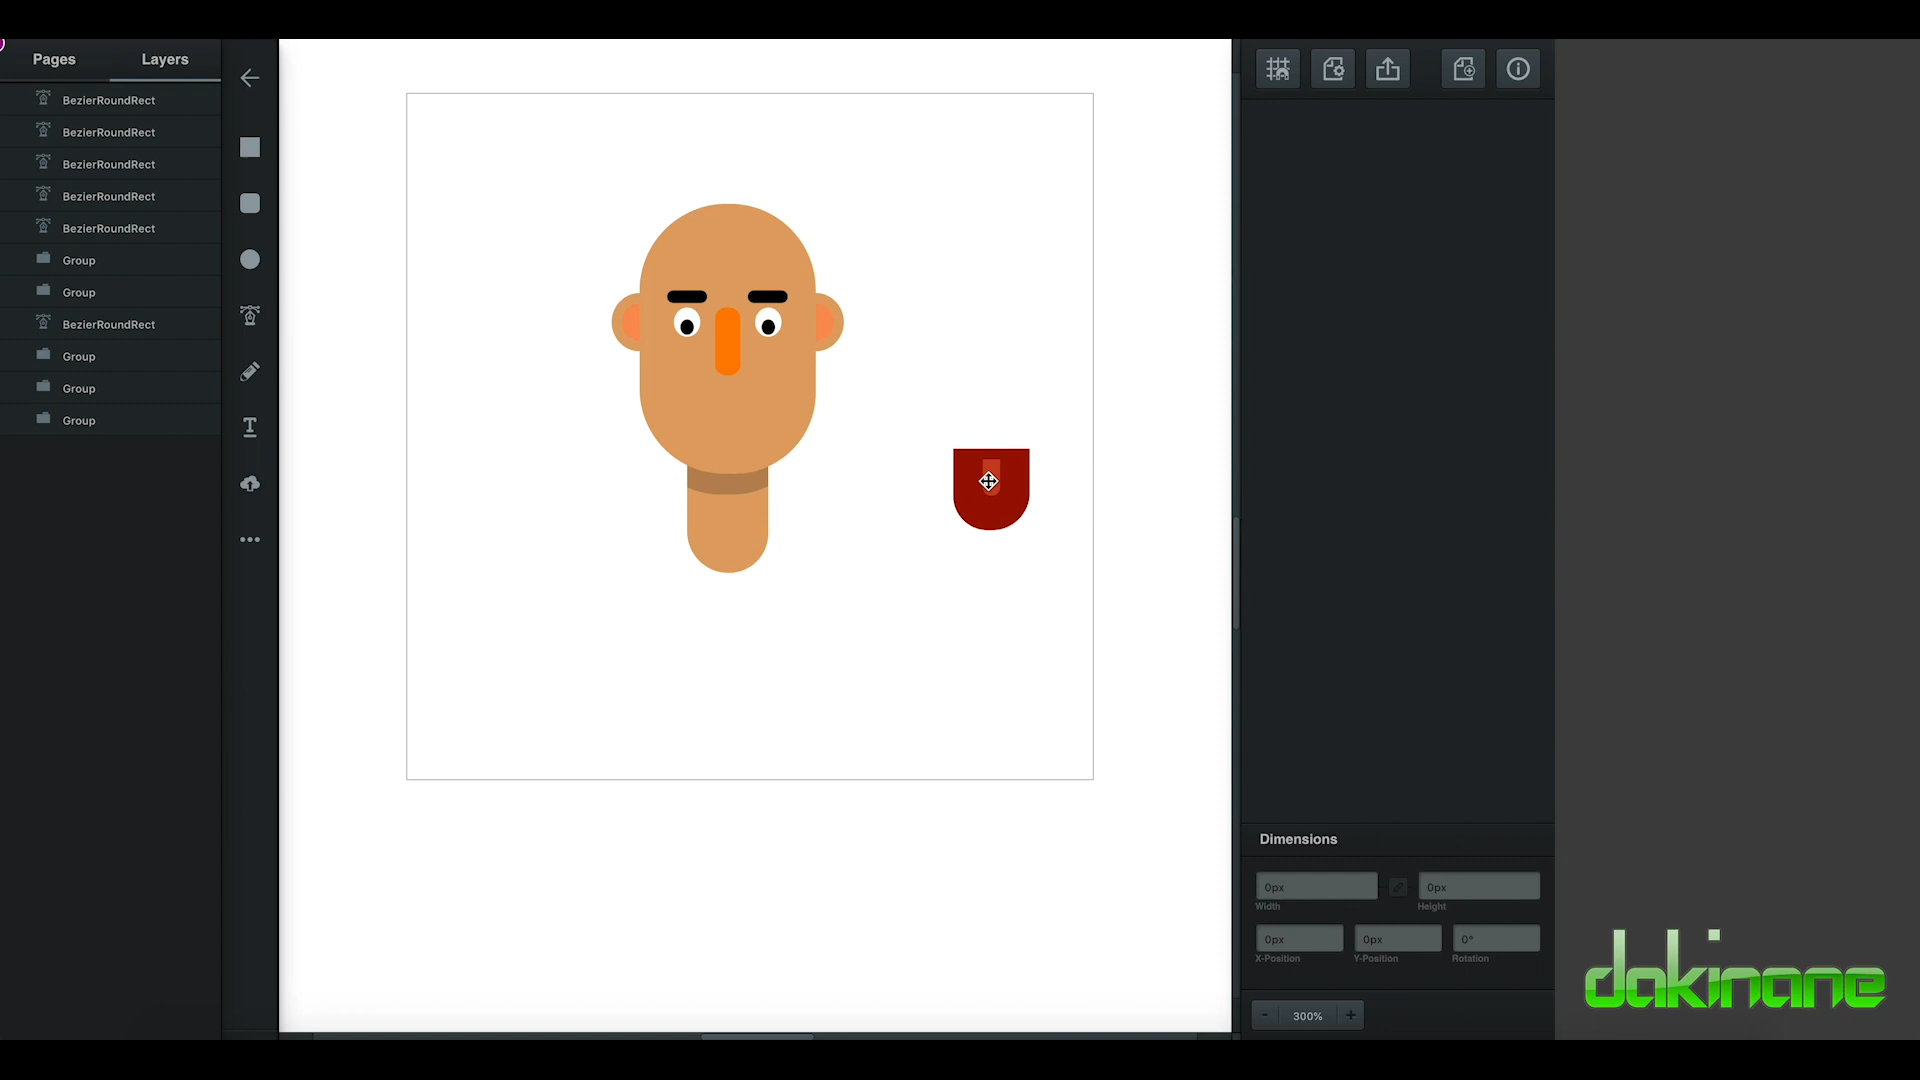 Pages Layers
BezierRoundRect
BezierRoundRect
BezierRoundRect
BezierRoundRect
BezierRoundRect
Group
Group
BezierRoundRect
Group
Group
Group
Dimensions
0px 0px
Width Height
0px 0px 0°
X-Position Y-Position Rotation
- 300% +
dakinane